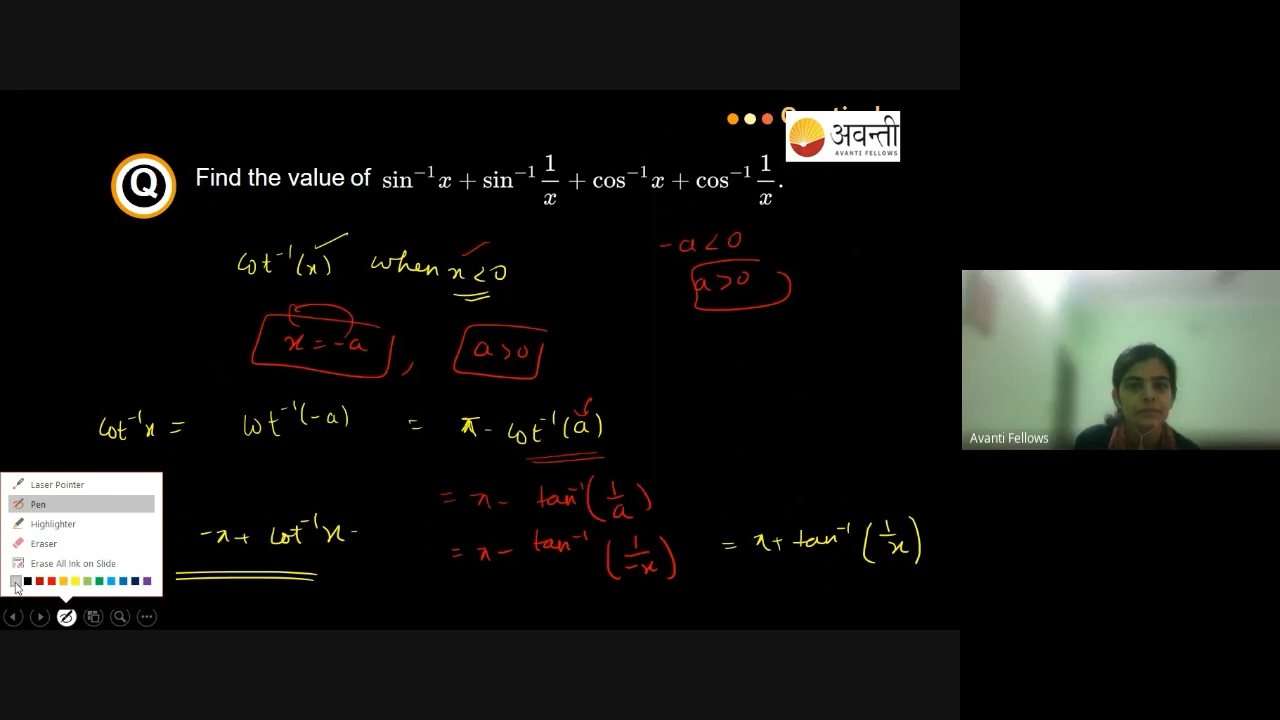 अवन्ती
AVANTI FELLOWS
Q Find the value of sin⁻¹x + sin⁻¹ 1/x + cos⁻¹x + cos⁻¹ 1/x.
cot⁻¹(x) when x < 0
-a < 0
a > 0
x = -a , a > 0
cot⁻¹x = cot⁻¹(-a) = π - cot⁻¹(a)
= π - tan⁻¹(1/a)
= π - tan⁻¹(1/-x) = π + tan⁻¹(1/x)
-π + cot⁻¹x -
Laser Pointer
Pen
Highlighter
Eraser
Erase All Ink on Slide
Avanti Fellows